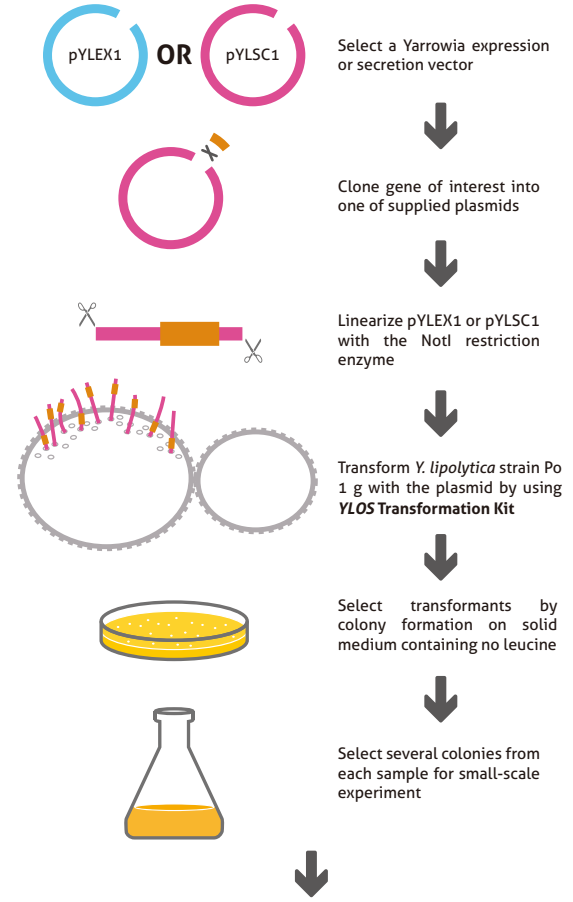 pYLEX1 OR pYLSC1
Select a Yarrowia expression
or secretion vector
Clone gene of interest into
one of supplied plasmids
Linearize pYLEX1 or pYLSC1
with the NotI restriction
enzyme
Transform Y. lipolytica strain Po
1 g with the plasmid by using
YLOS Transformation Kit
Select transformants by
colony formation on solid
medium containing no leucine
Select several colonies from
each sample for small-scale
experiment